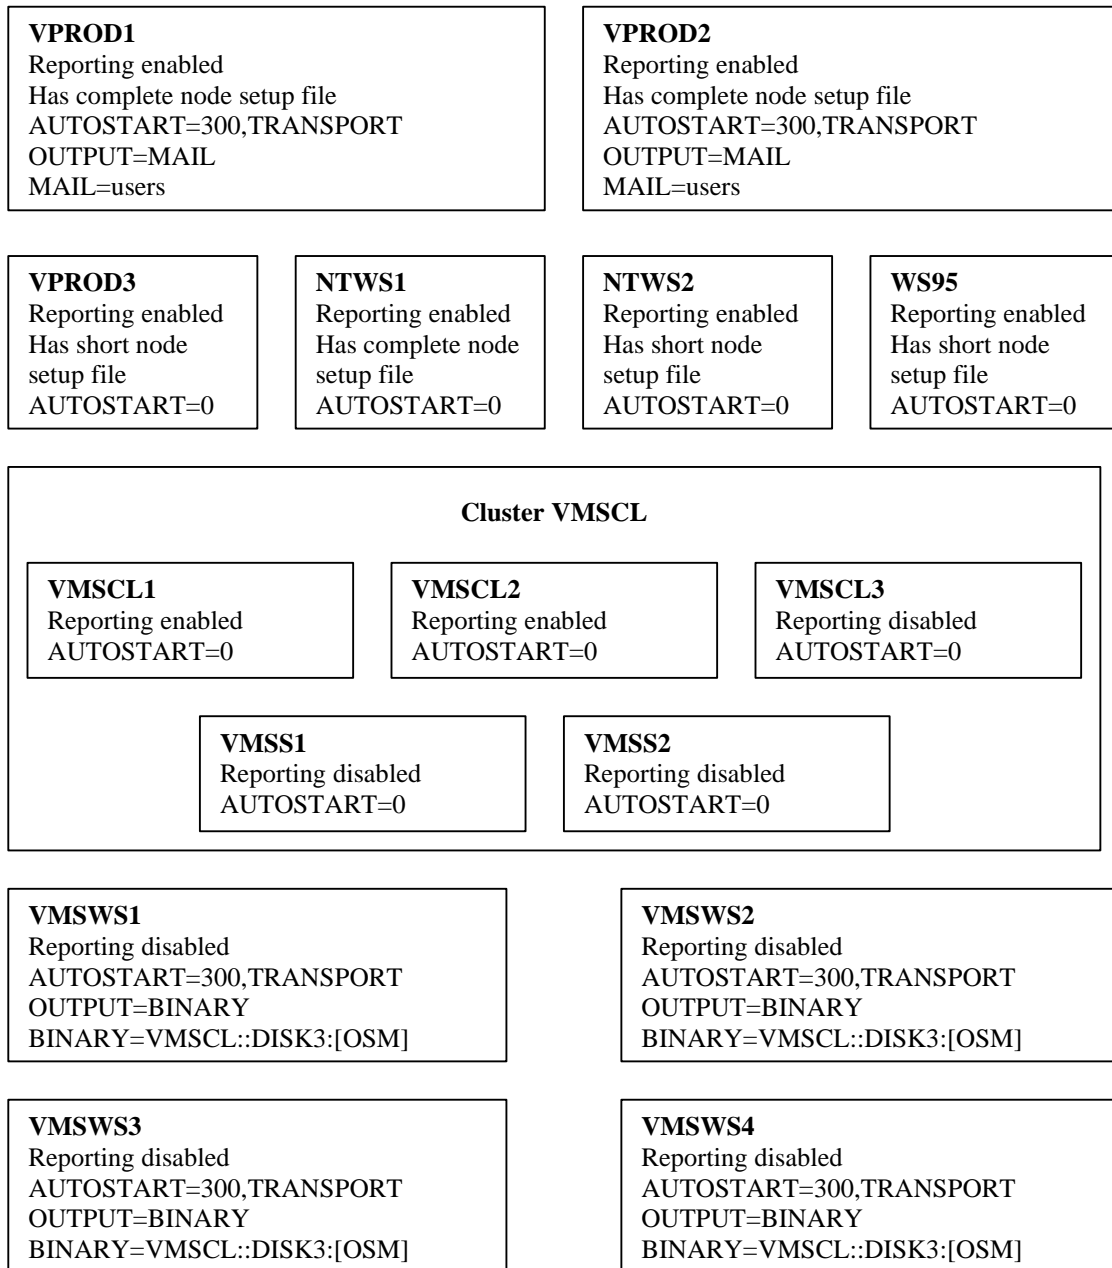 VPROD1
Reporting enabled
Has complete node setup file
AUTOSTART=300,TRANSPORT
OUTPUT=MAIL
MAIL=users
VPROD2
Reporting enabled
Has complete node setup file
AUTOSTART=300,TRANSPORT
OUTPUT=MAIL
MAIL=users
VPROD3
Reporting enabled
Has short node
setup file
AUTOSTART=0
NTWS1
Reporting enabled
Has complete node
setup file
AUTOSTART=0
NTWS2
Reporting enabled
Has short node
setup file
AUTOSTART=0
WS95
Reporting enabled
Has short node
setup file
AUTOSTART=0
Cluster VMSCL
VMSCL1
Reporting enabled
AUTOSTART=0
VMSCL2
Reporting enabled
AUTOSTART=0
VMSCL3
Reporting disabled
AUTOSTART=0
VMSS1
Reporting disabled
AUTOSTART=0
VMSS2
Reporting disabled
AUTOSTART=0
VMSWS1
Reporting disabled
AUTOSTART=300,TRANSPORT
OUTPUT=BINARY
BINARY=VMSCL::DISK3:[OSM]
VMSWS2
Reporting disabled
AUTOSTART=300,TRANSPORT
OUTPUT=BINARY
BINARY=VMSCL::DISK3:[OSM]
VMSWS3
Reporting disabled
AUTOSTART=300,TRANSPORT
OUTPUT=BINARY
BINARY=VMSCL::DISK3:[OSM]
VMSWS4
Reporting disabled
AUTOSTART=300,TRANSPORT
OUTPUT=BINARY
BINARY=VMSCL::DISK3:[OSM]